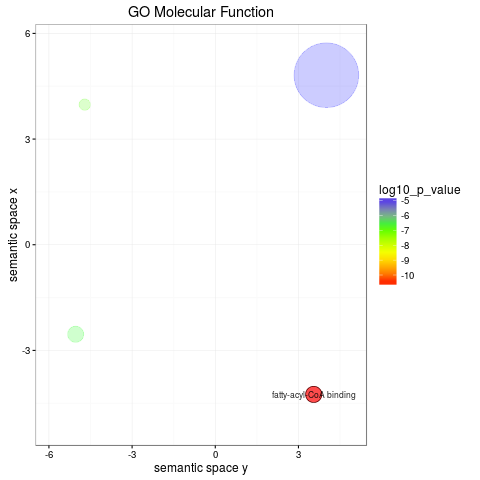 GO Molecular Function
6
3
0
-3
-6
-3
0
3
semantic space x
semantic space y
fatty-acyl-CoA binding
log10_p_value
-5
-6
-7
-8
-9
-10